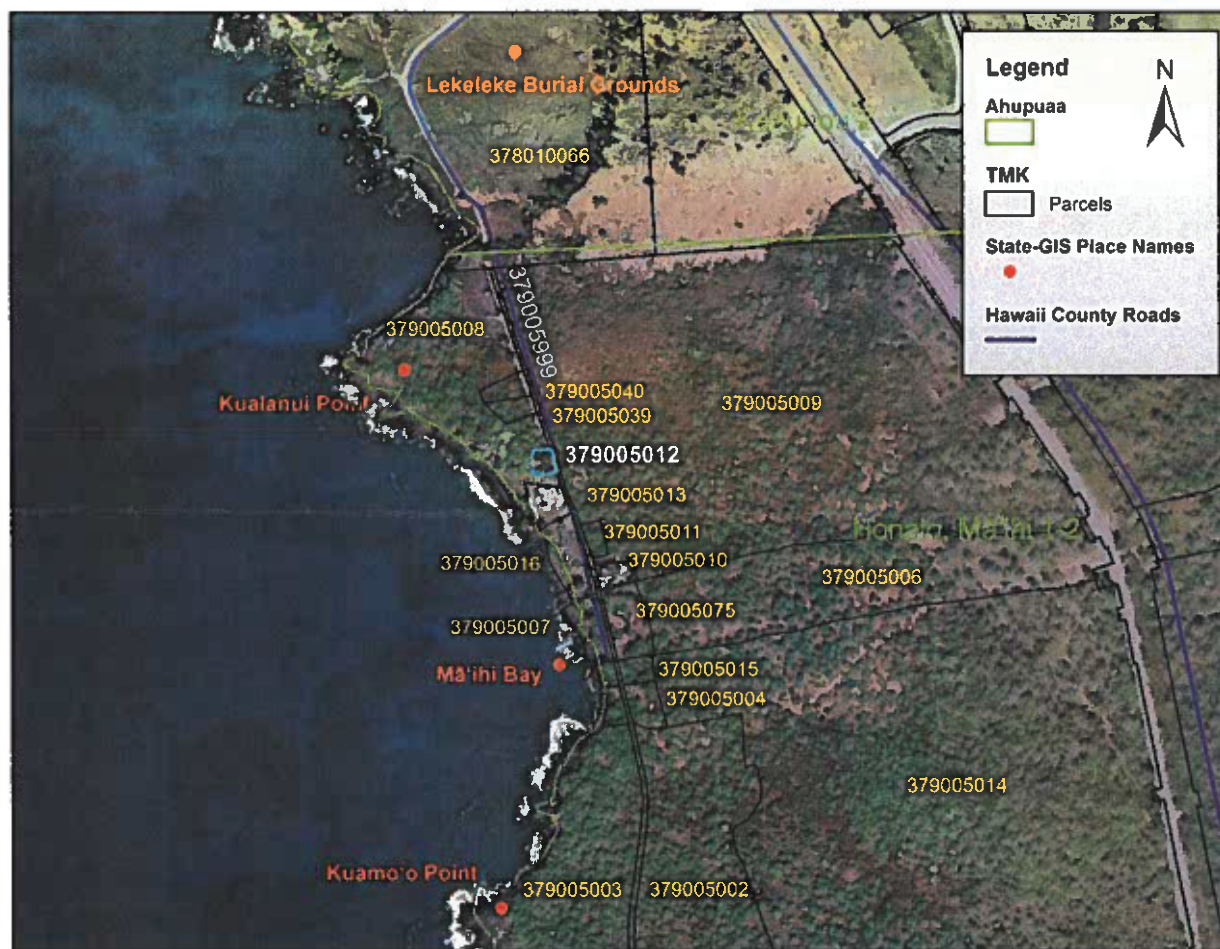 Legend
N
Ahupuaa
TMK
Parcels
State-GIS Place Names
Hawaii County Roads
Lekeleke Burial Grounds
378010066
379005999
379005008
Kualanui Point
379005040
379005039
379005009
379005012
379005013
379005011
379005016
379005010
379005006
379005075
379005007
Mā'ihi Bay
379005015
379005004
379005014
Kuamo'o Point
379005003
379005002